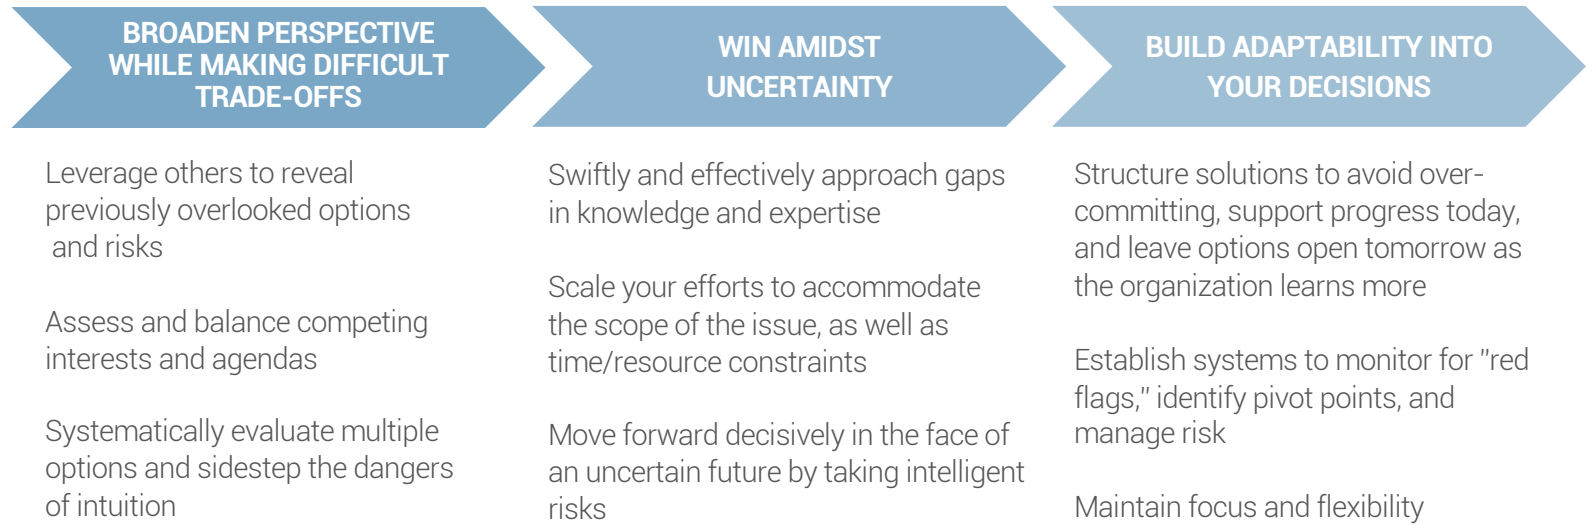 BROADEN PERSPECTIVE
WHILE MAKING DIFFICULT
TRADE-OFFS
Leverage others to reveal
previously overlooked options
and risks
Assess and balance competing
interests and agendas
Systematically evaluate multiple
options and sidestep the dangers
of intuition
WIN AMIDST
UNCERTAINTY
Swiftly and effectively approach gaps
in knowledge and expertise
Scale your efforts to accommodate
the scope of the issue, as well as
time/resource constraints
Move forward decisively in the face of
an uncertain future by taking intelligent
risks
BUILD ADAPTABILITY INTO
YOUR DECISIONS
Structure solutions to avoid over-
committing, support progress today,
and leave options open tomorrow as
the organization learns more
Establish systems to monitor for "red
flags," identify pivot points, and
manage risk
Maintain focus and flexibility